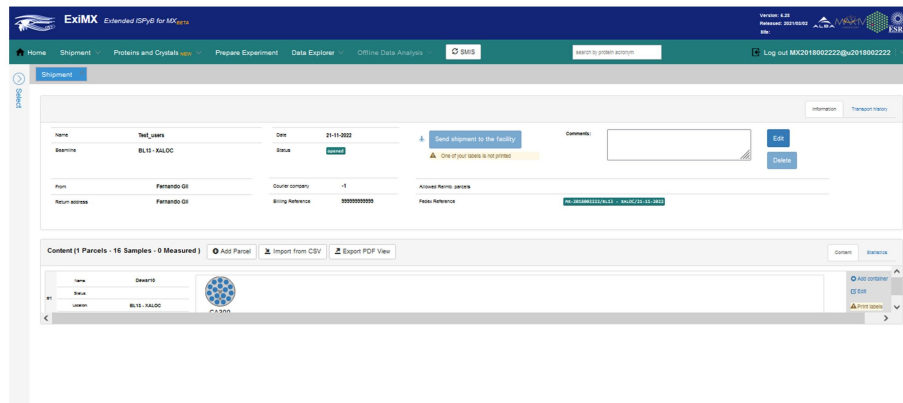 ExiMX Extended ISPyB for MX BETA
Version: 5.25
Released: 2021/03/02
Site:
ALBA MAXIV ESRF
Home Shipment Proteins and Crystals NEW Prepare Experiment Data Explorer Offline Data Analysis SMIS search by protein acronym Log out MX2018002222@u2018002222
Select
Shipment
Information Transport History
Name Test_users Date 21-11-2022 Send shipment to the facility Comments: Edit
Beamline BL13 - XALOC Status opened One of your labels is not printed Delete
From Fernando Gil Courier company -1 Allowed Reimb. parcels
Return address Fernando Gil Billing Reference 999999999999 Fedex Reference MX-2018002222/BL13 - XALOC/21-11-2022
Content (1 Parcels - 16 Samples - 0 Measured ) Add Parcel Import from CSV Export PDF View Content Statistics
#1
Name Dewar10
Status
Location BL13 - XALOC
CA300
Add container
Edit
Print labels